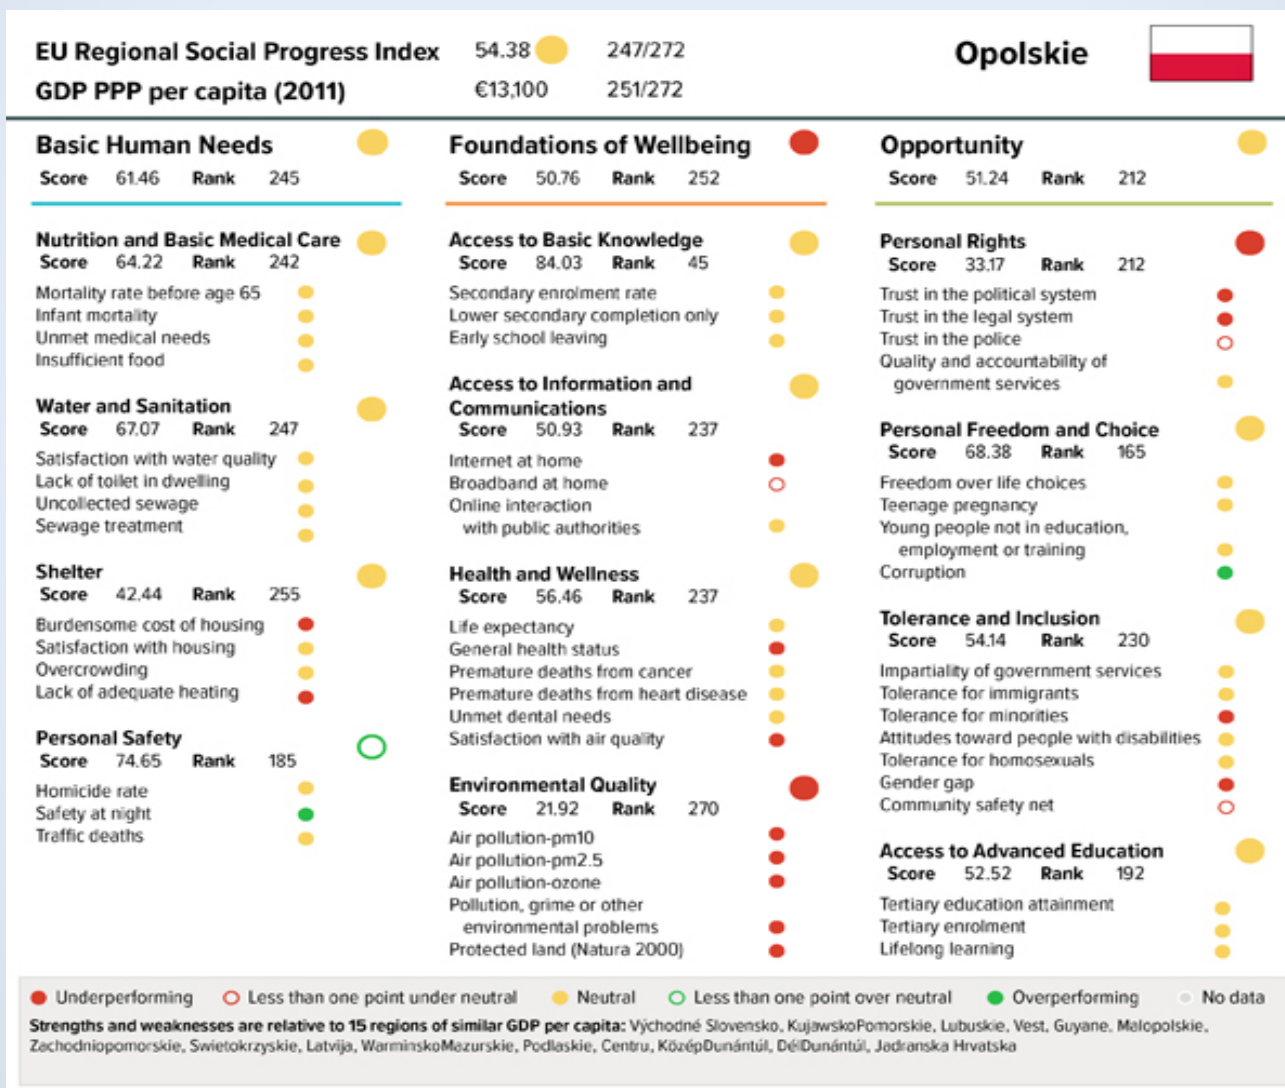 EU Regional Social Progress Index 54.38 247/272
GDP PPP per capita (2011) €13,100 251/272
Opolskie
Basic Human Needs
Score 61.46 Rank 245
Nutrition and Basic Medical Care
Score 64.22 Rank 242
Mortality rate before age 65
Infant mortality
Unmet medical needs
Insufficient food
Water and Sanitation
Score 67.07 Rank 247
Satisfaction with water quality
Lack of toilet in dwelling
Uncollected sewage
Sewage treatment
Shelter
Score 42.44 Rank 255
Burdensome cost of housing
Satisfaction with housing
Overcrowding
Lack of adequate heating
Personal Safety
Score 74.65 Rank 185
Homicide rate
Safety at night
Traffic deaths
Foundations of Wellbeing
Score 50.76 Rank 252
Access to Basic Knowledge
Score 84.03 Rank 45
Secondary enrolment rate
Lower secondary completion only
Early school leaving
Access to Information and
Communications
Score 50.93 Rank 237
Internet at home
Broadband at home
Online interaction
with public authorities
Health and Wellness
Score 56.46 Rank 237
Life expectancy
General health status
Premature deaths from cancer
Premature deaths from heart disease
Unmet dental needs
Satisfaction with air quality
Environmental Quality
Score 21.92 Rank 270
Air pollution-pm10
Air pollution-pm2.5
Air pollution-ozone
Pollution, grime or other
environmental problems
Protected land (Natura 2000)
Opportunity
Score 51.24 Rank 212
Personal Rights
Score 33.17 Rank 212
Trust in the political system
Trust in the legal system
Trust in the police
Quality and accountability of
government services
Personal Freedom and Choice
Score 68.38 Rank 165
Freedom over life choices
Teenage pregnancy
Young people not in education,
employment or training
Corruption
Tolerance and Inclusion
Score 54.14 Rank 230
Impartiality of government services
Tolerance for immigrants
Tolerance for minorities
Attitudes toward people with disabilities
Tolerance for homosexuals
Gender gap
Community safety net
Access to Advanced Education
Score 52.52 Rank 192
Tertiary education attainment
Tertiary enrolment
Lifelong learning
Underperforming Less than one point under neutral Neutral Less than one point over neutral Overperforming No data
Strengths and weaknesses are relative to 15 regions of similar GDP per capita: Východné Slovensko, KujawskoPomorskie, Lubuskie, Vest, Guyane, Malopolskie,
Zachodniopomorskie, Swietokrzyskie, Latvija, WarminskoMazurskie, Podlaskie, Centru, KözépDunántúl, DélDunántúl, Jadranska Hrvatska